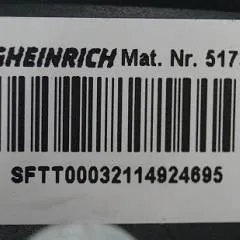 GHEINRICH Mat. Nr. 517
SFTT00032114924695